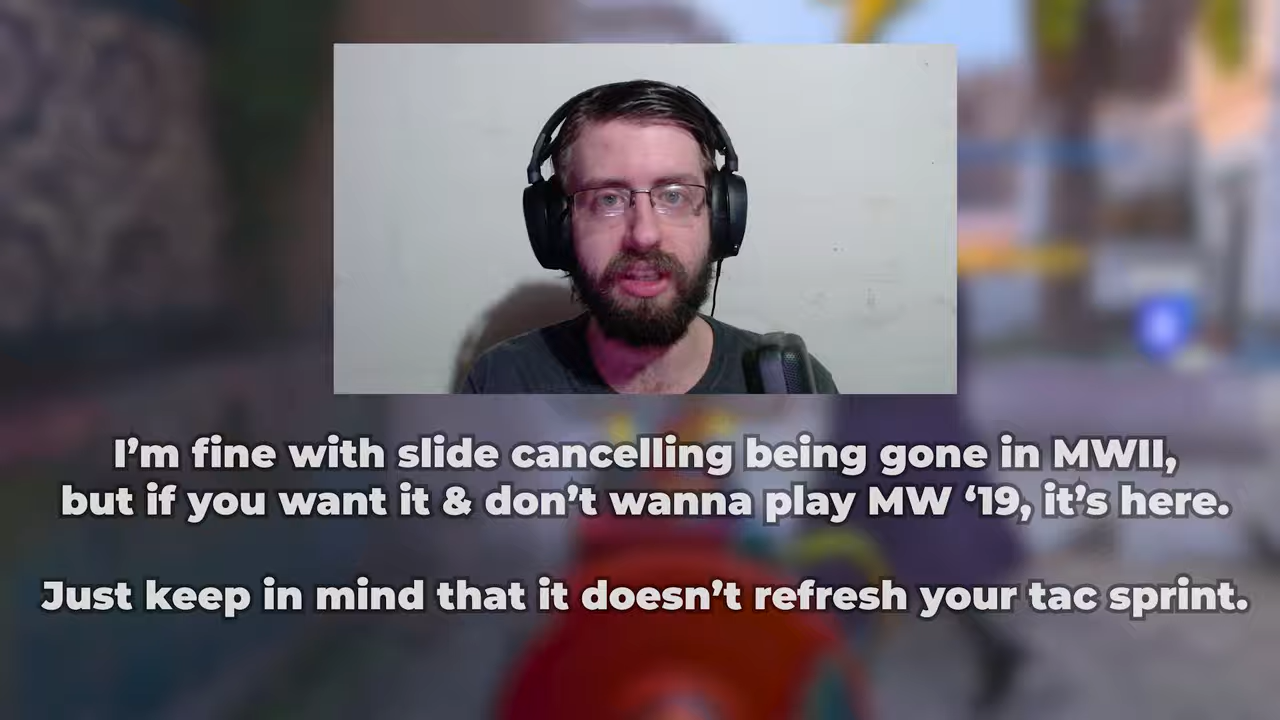 I’m fine with slide cancelling being gone in MWII,
but if you want it & don’t wanna play MW ‘19, it’s here.
Just keep in mind that it doesn’t refresh your tac sprint.